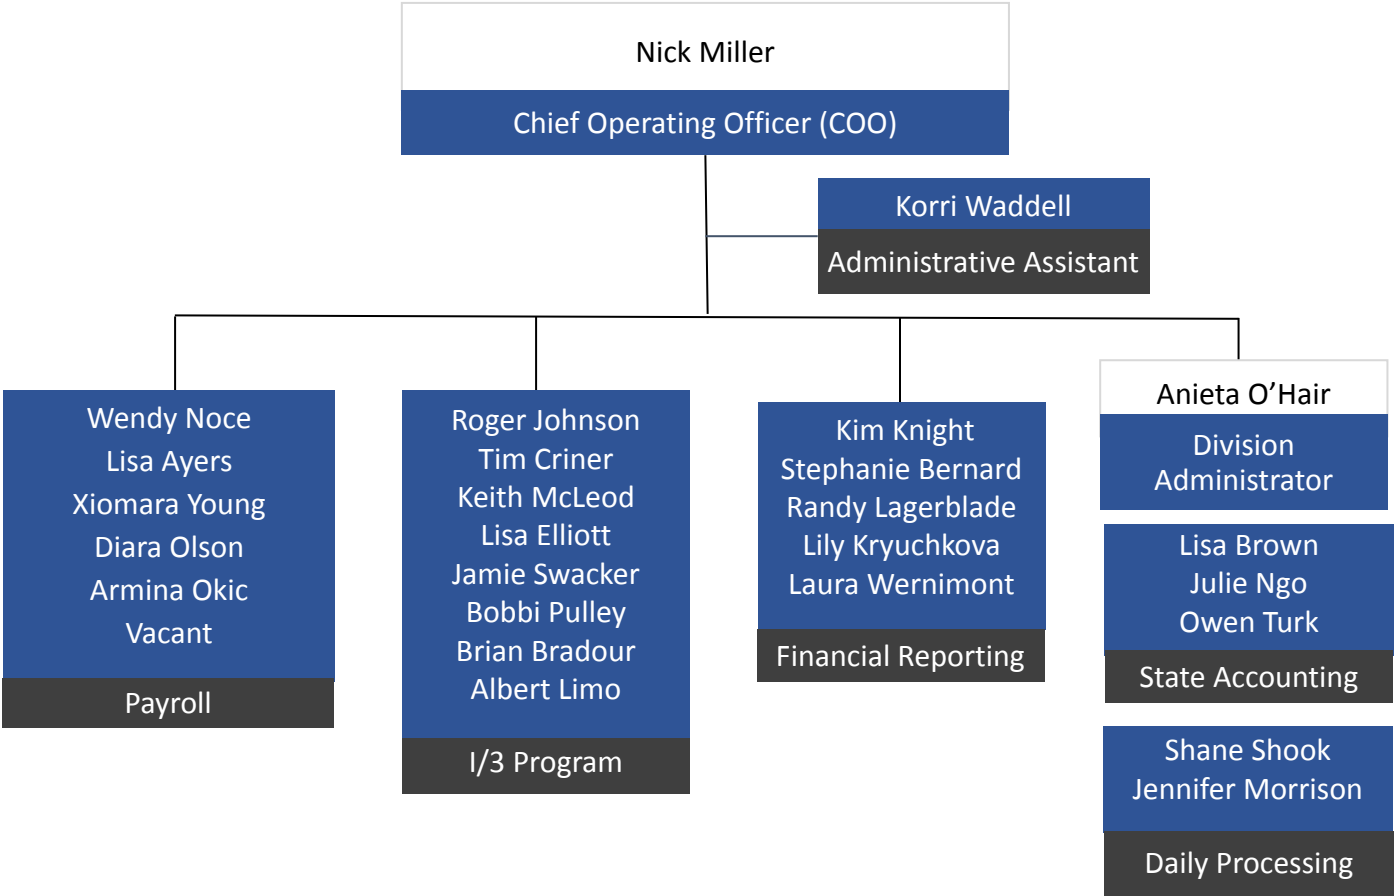 Nick Miller
Chief Operating Officer (COO)
Korri Waddell
Administrative Assistant
Wendy Noce
Lisa Ayers
Xiomara Young
Diara Olson
Armina Okic
Vacant
Payroll
Roger Johnson
Tim Criner
Keith McLeod
Lisa Elliott
Jamie Swacker
Bobbi Pulley
Brian Bradour
Albert Limo
I/3 Program
Kim Knight
Stephanie Bernard
Randy Lagerblade
Lily Kryuchkova
Laura Wernimont
Financial Reporting
Anieta O’Hair
Division
Administrator
Lisa Brown
Julie Ngo
Owen Turk
State Accounting
Shane Shook
Jennifer Morrison
Daily Processing